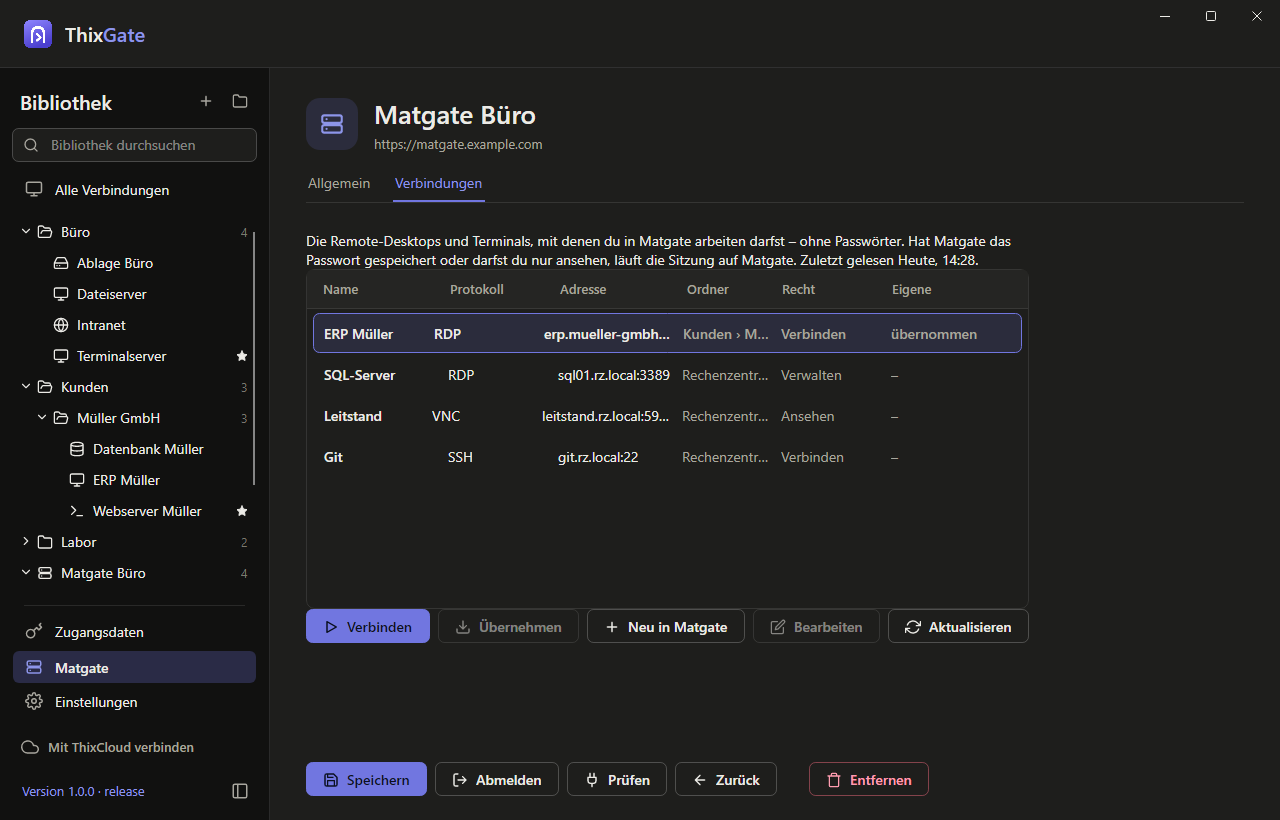 ThixGate
Bibliothek
Bibliothek durchsuchen
Alle Verbindungen
Büro 4
Ablage Büro
Dateiserver
Intranet
Terminalserver
Kunden 3
Müller GmbH 3
Datenbank Müller
ERP Müller
Webserver Müller
Labor 2
Matgate Büro 4
Zugangsdaten
Matgate
Einstellungen
Mit ThixCloud verbinden
Version 1.0.0 · release
Matgate Büro
https://matgate.example.com
Allgemein Verbindungen
Die Remote-Desktops und Terminals, mit denen du in Matgate arbeiten darfst – ohne Passwörter. Hat Matgate das
Passwort gespeichert oder darfst du nur ansehen, läuft die Sitzung auf Matgate. Zuletzt gelesen Heute, 14:28.
Name Protokoll Adresse Ordner Recht Eigene
ERP Müller RDP erp.mueller-gmbh... Kunden › M... Verbinden übernommen
SQL-Server RDP sql01.rz.local:3389 Rechenzentr... Verwalten –
Leitstand VNC leitstand.rz.local:59... Rechenzentr... Ansehen –
Git SSH git.rz.local:22 Rechenzentr... Verbinden –
Verbinden Übernehmen Neu in Matgate Bearbeiten Aktualisieren
Speichern Abmelden Prüfen Zurück Entfernen